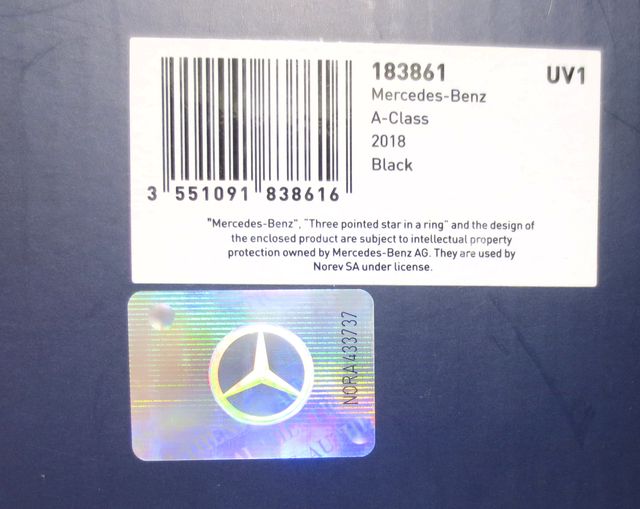 183861 UV1
Mercedes-Benz
A-Class
2018
Black
3 551091 838616
"Mercedes-Benz", "Three pointed star in a ring" and the design of
the enclosed product are subject to intellectual property
protection owned by Mercedes-Benz AG. They are used by
Norev SA under license.
NORA433737